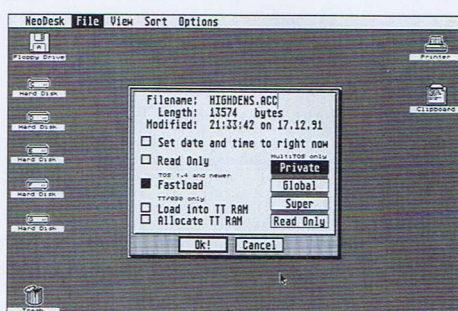 NeoDesk File View Sort Options
Floppy Drive
Printer
Hard Disk
Clipboard
Hard Disk
Hard Disk
Hard Disk
Hard Disk
Trash
Filename: HIGHDENS.ACC
Length: 13574 bytes
Modified: 21:33:42 on 17.12.91
Set date and time to right now
Read Only
TOS 1.4 and newer
Fastload
TT/030 only
Load into TT RAM
Allocate TT RAM
MultiTOS only
Private
Global
Super
Read Only
Ok!
Cancel